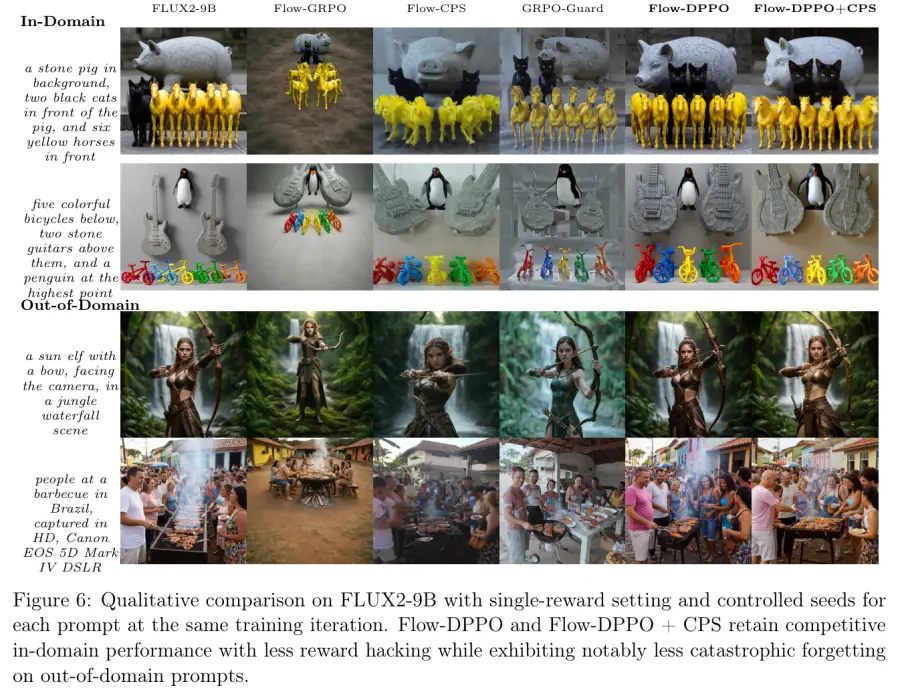 FLUX2-9B Flow-GRPO Flow-CPS GRPO-Guard Flow-DPPO Flow-DPPO+CPS
In-Domain
a stone pig in
background,
two black cats
in front of the
pig, and six
yellow horses
in front
five colorful
bicycles below,
two stone
guitars above
them, and a
penguin at the
highest point
Out-of-Domain
a sun elf with
a bow, facing
the camera, in
a jungle
waterfall
scene
people at a
barbecue in
Brazil,
captured in
HD, Canon
EOS 5D Mark
IV DSLR
Figure 6: Qualitative comparison on FLUX2-9B with single-reward setting and controlled seeds for
each prompt at the same training iteration. Flow-DPPO and Flow-DPPO + CPS retain competitive
in-domain performance with less reward hacking while exhibiting notably less catastrophic forgetting
on out-of-domain prompts.